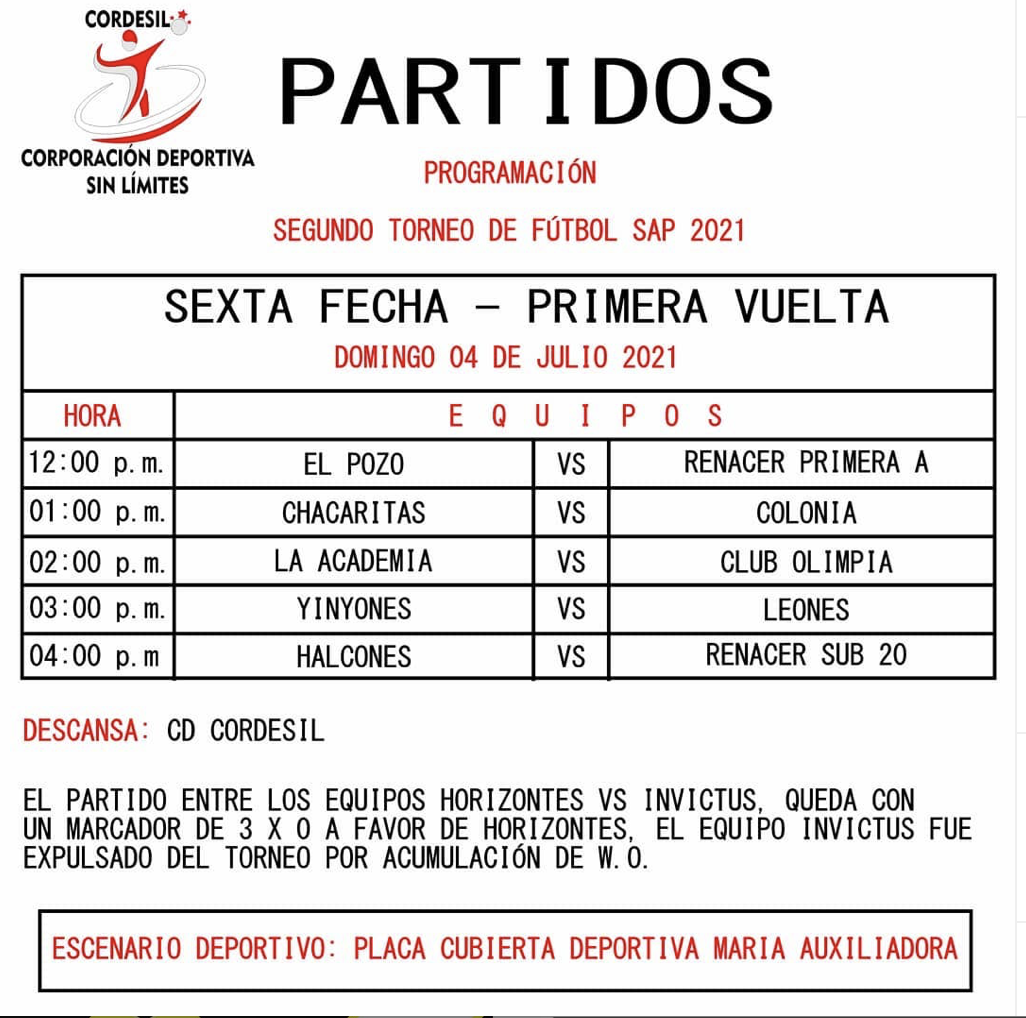 CORDESIL
CORPORACIÓN DEPORTIVA
SIN LÍMITES
PARTIDOS
PROGRAMACIÓN
SEGUNDO TORNEO DE FÚTBOL SAP 2021
SEXTA FECHA – PRIMERA VUELTA
DOMINGO 04 DE JULIO 2021
HORA E Q U I P O S
12:00 p.m. EL POZO VS RENACER PRIMERA A
01:00 p.m. CHACARITAS VS COLONIA
02:00 p.m. LA ACADEMIA VS CLUB OLIMPIA
03:00 p.m. YINYONES VS LEONES
04:00 p.m HALCONES VS RENACER SUB 20
DESCANSA: CD CORDESIL
EL PARTIDO ENTRE LOS EQUIPOS HORIZONTES VS INVICTUS, QUEDA CON
UN MARCADOR DE 3 X 0 A FAVOR DE HORIZONTES, EL EQUIPO INVICTUS FUE
EXPULSADO DEL TORNEO POR ACUMULACIÓN DE W.O.
ESCENARIO DEPORTIVO: PLACA CUBIERTA DEPORTIVA MARIA AUXILIADORA